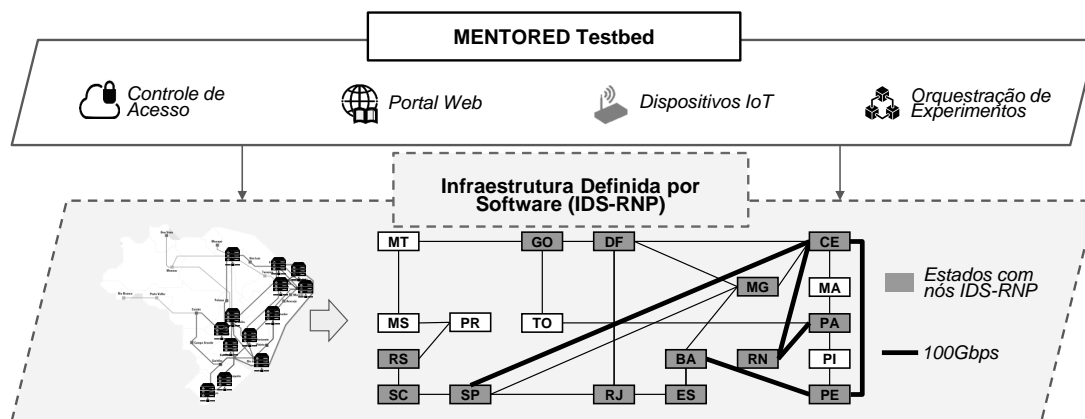 MENTORED Testbed
Controle de
Acesso
Portal Web
Dispositivos IoT
Orquestração de
Experimentos
Infraestrutura Definida por
Software (IDS-RNP)
MT
GO
DF
CE
MG
MA
Estados com
nós IDS-RNP
MS
PR
TO
PA
RS
BA
RN
PI
100Gbps
SC
SP
RJ
ES
PE